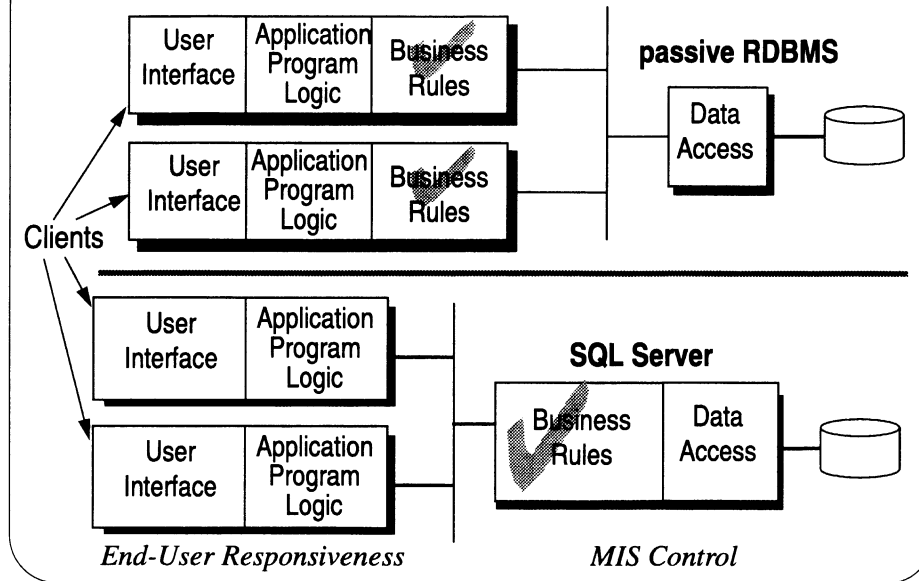 User
Interface
Application
Program
Logic
Business
Rules
passive RDBMS
Data
Access
User
Interface
Application
Program
Logic
Business
Rules
Clients
User
Interface
Application
Program
Logic
SQL Server
Business
Rules
Data
Access
User
Interface
Application
Program
Logic
End-User Responsiveness
MIS Control